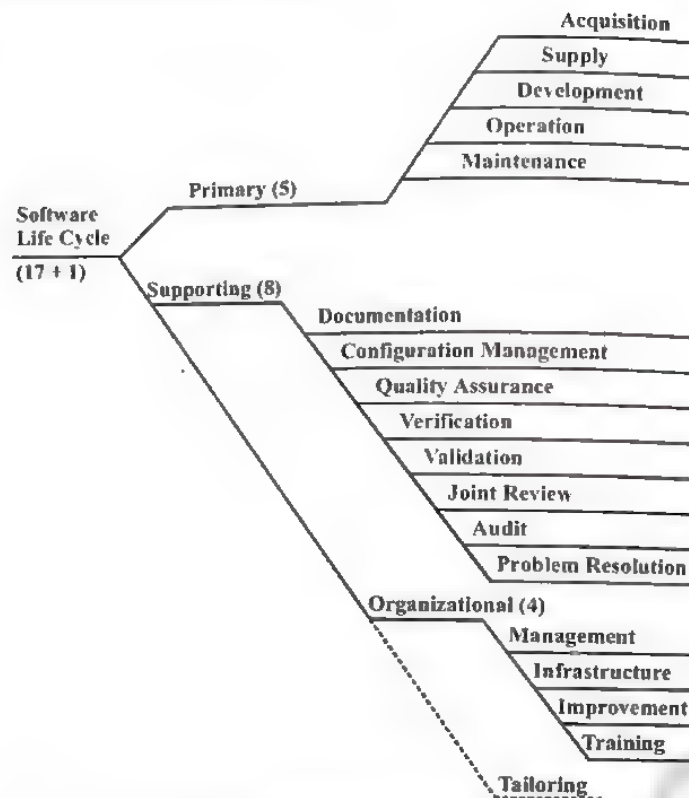 Acquisition
Supply
Development
Operation
Maintenance
Primary (5)
Software
Life Cycle
(17 + 1)
Supporting (8)
Documentation
Configuration Management
Quality Assurance
Verification
Validation
Joint Review
Audit
Problem Resolution
Organizational (4)
Management
Infrastructure
Improvement
Training
Tailoring